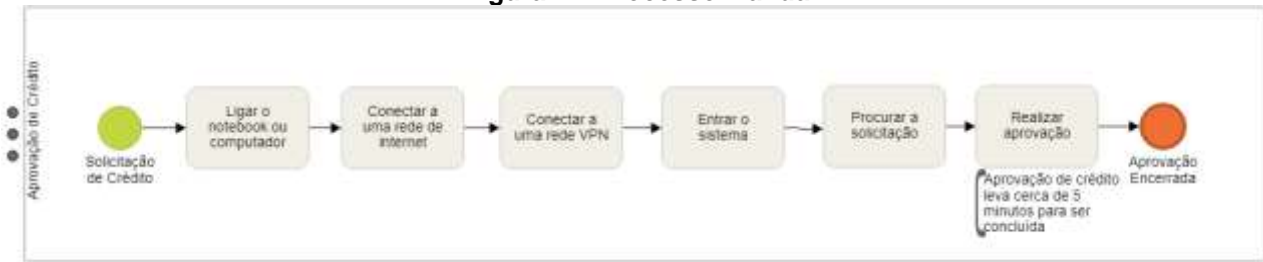 Aprovação de Crédito
Solicitação
de Crédito
Ligar o
notebook ou
computador
Conectar a
uma rede de
internet
Conectar a
uma rede VPN
Entrar o
sistema
Procurar a
solicitação
Realizar
aprovação
Aprovação de crédito
leva cerca de 5
minutos para ser
concluída
Aprovação
Encerrada